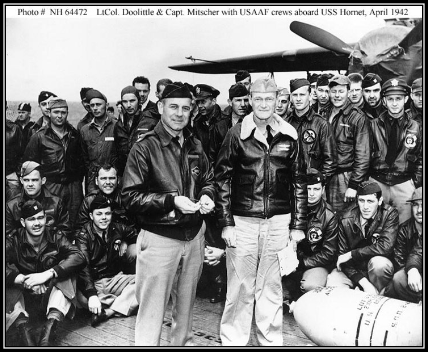 Photo #  NH 64472    LtCol. Doolittle & Capt. Mitscher with USAAF crews aboard USS Hornet, April 1942